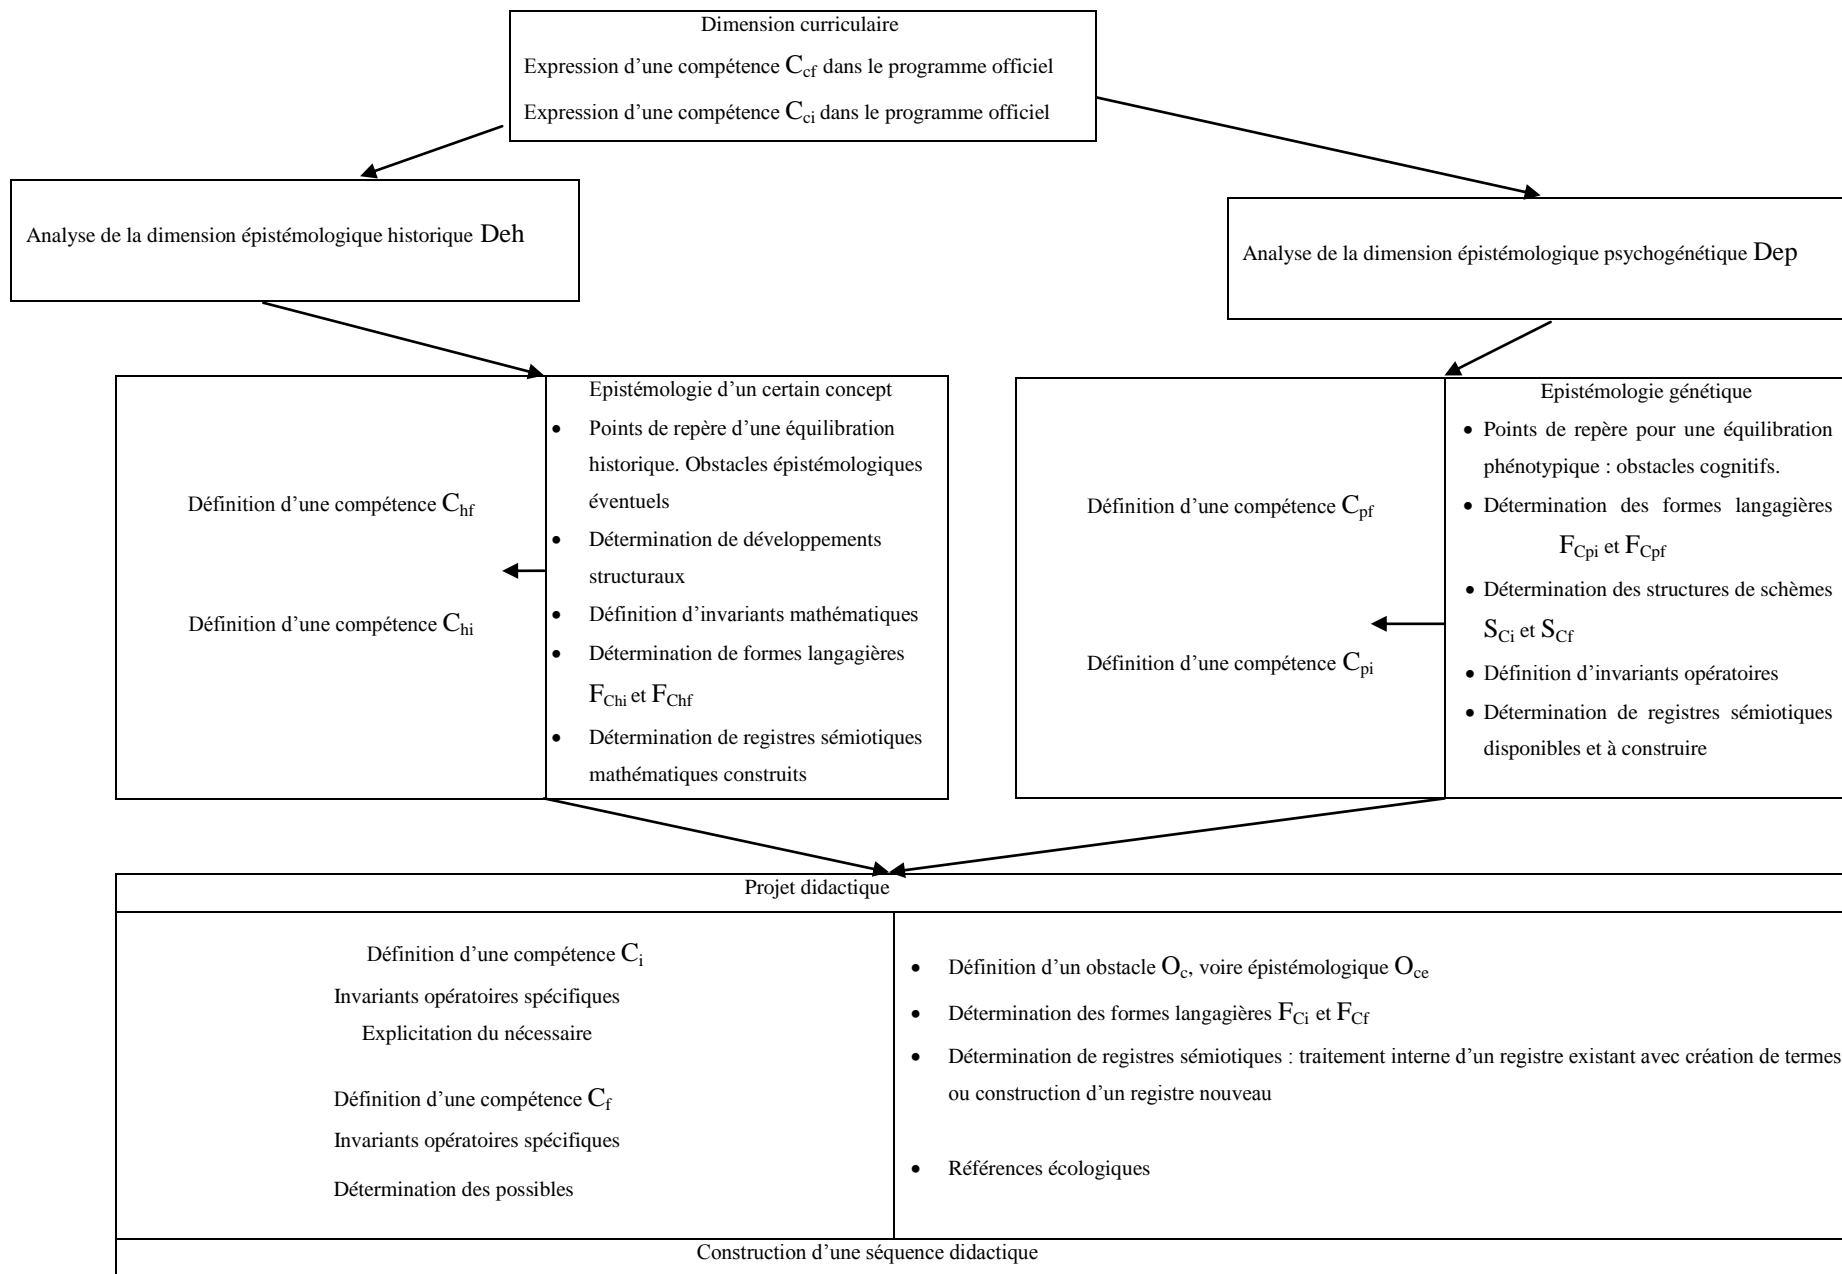 Dimension curriculaire
Expression d’une compétence Ccf dans le programme officiel
Expression d’une compétence Cci dans le programme officiel
Analyse de la dimension épistémologique historique Deh
Analyse de la dimension épistémologique psychogénétique Dep
Définition d’une compétence Chf
Définition d’une compétence Chi
Epistémologie d’un certain concept
• Points de repère d’une équilibration
historique. Obstacles épistémologiques
éventuels
• Détermination de développements
structuraux
• Définition d’invariants mathématiques
• Détermination de formes langagières
FChi et FChf
• Détermination de registres sémiotiques
mathématiques construits
Définition d’une compétence Cpf
Définition d’une compétence Cpi
Epistémologie génétique
• Points de repère pour une équilibration
phénotypique : obstacles cognitifs.
• Détermination des formes langagières
FCpi et FCpf
• Détermination des structures de schèmes
SCi et SCf
• Définition d’invariants opératoires
• Détermination de registres sémiotiques
disponibles et à construire
Projet didactique
Définition d’une compétence Ci
Invariants opératoires spécifiques
Explicitation du nécessaire
Définition d’une compétence Cf
Invariants opératoires spécifiques
Détermination des possibles
• Définition d’un obstacle Oc, voire épistémologique Oce
• Détermination des formes langagières FCi et FCf
• Détermination de registres sémiotiques : traitement interne d’un registre existant avec création de termes
ou construction d’un registre nouveau
• Références écologiques
Construction d’une séquence didactique